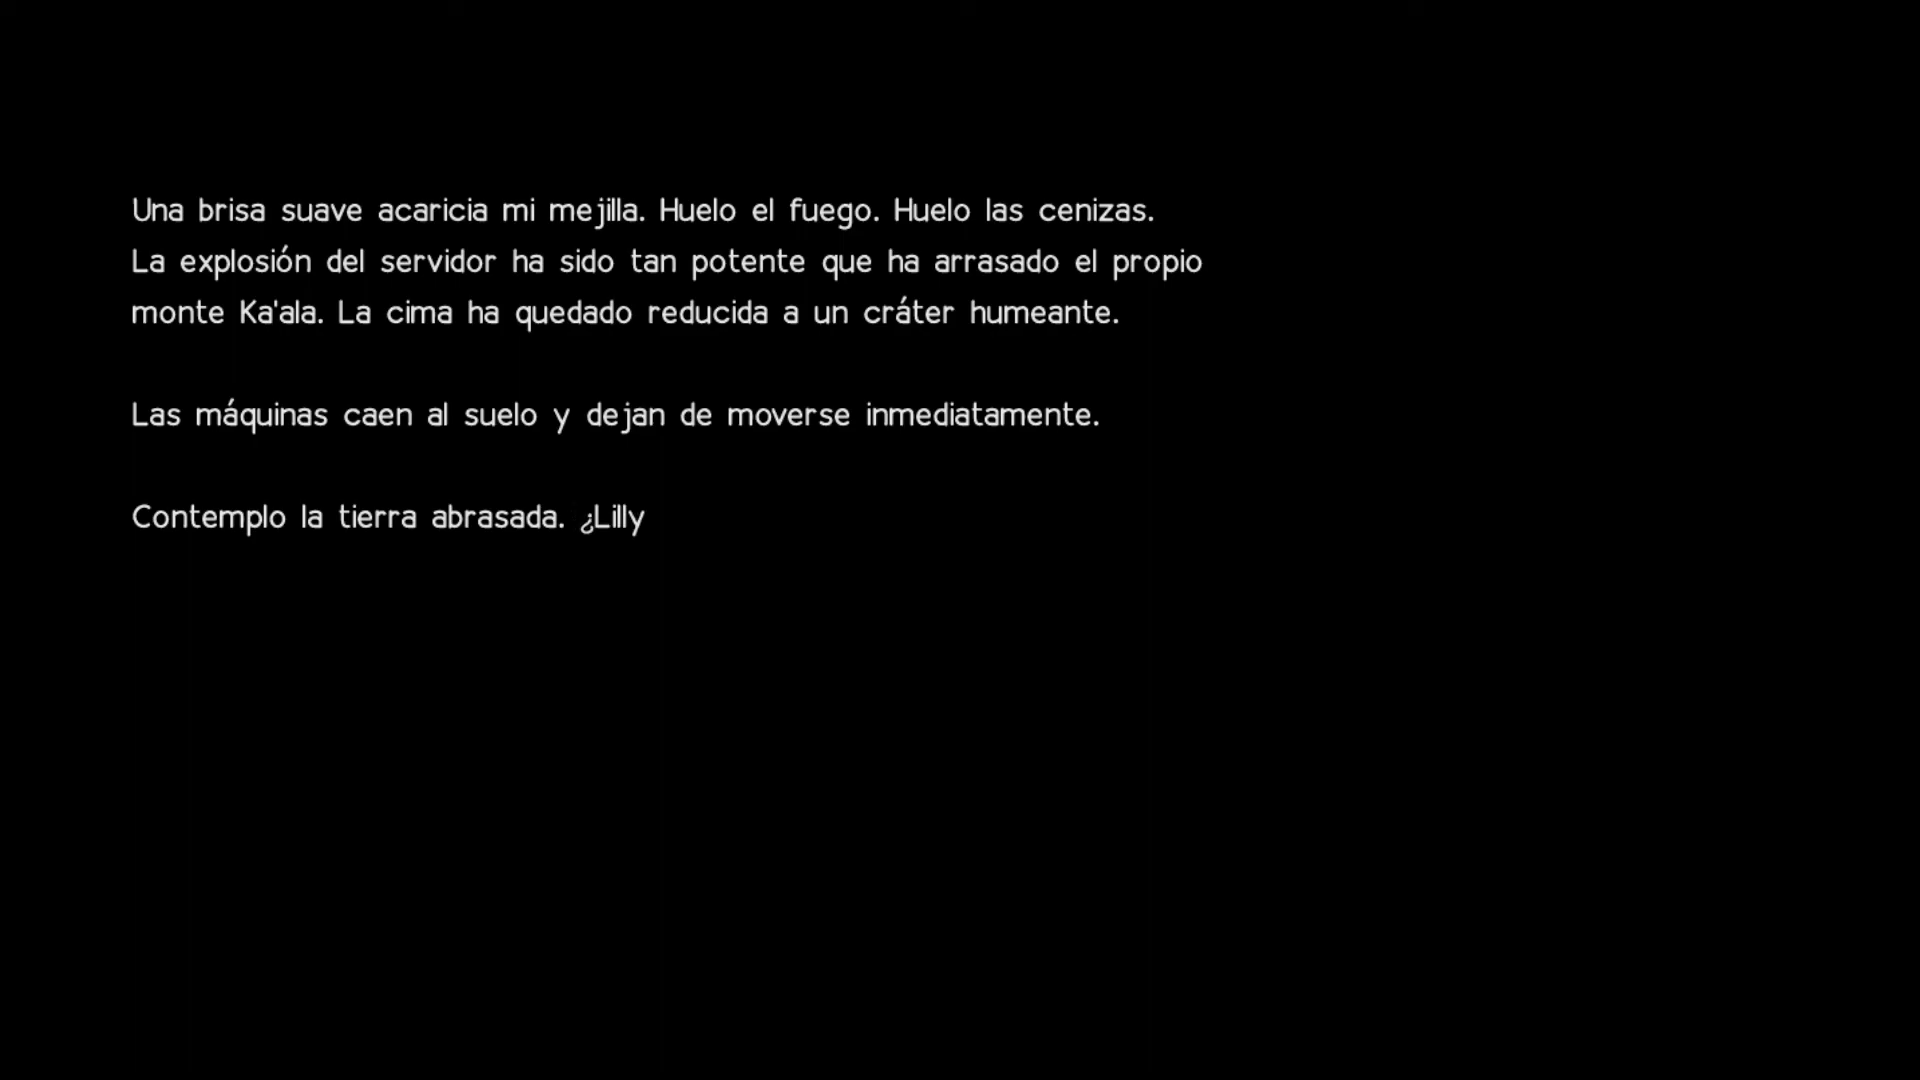 Una brisa suave acaricia mi mejilla. Huelo el fuego. Huelo las cenizas.
La explosión del servidor ha sido tan potente que ha arrasado el propio
monte Ka'ala. La cima ha quedado reducida a un cráter humeante.
Las máquinas caen al suelo y dejan de moverse inmediatamente.
Contemplo la tierra abrasada. ¿Lilly